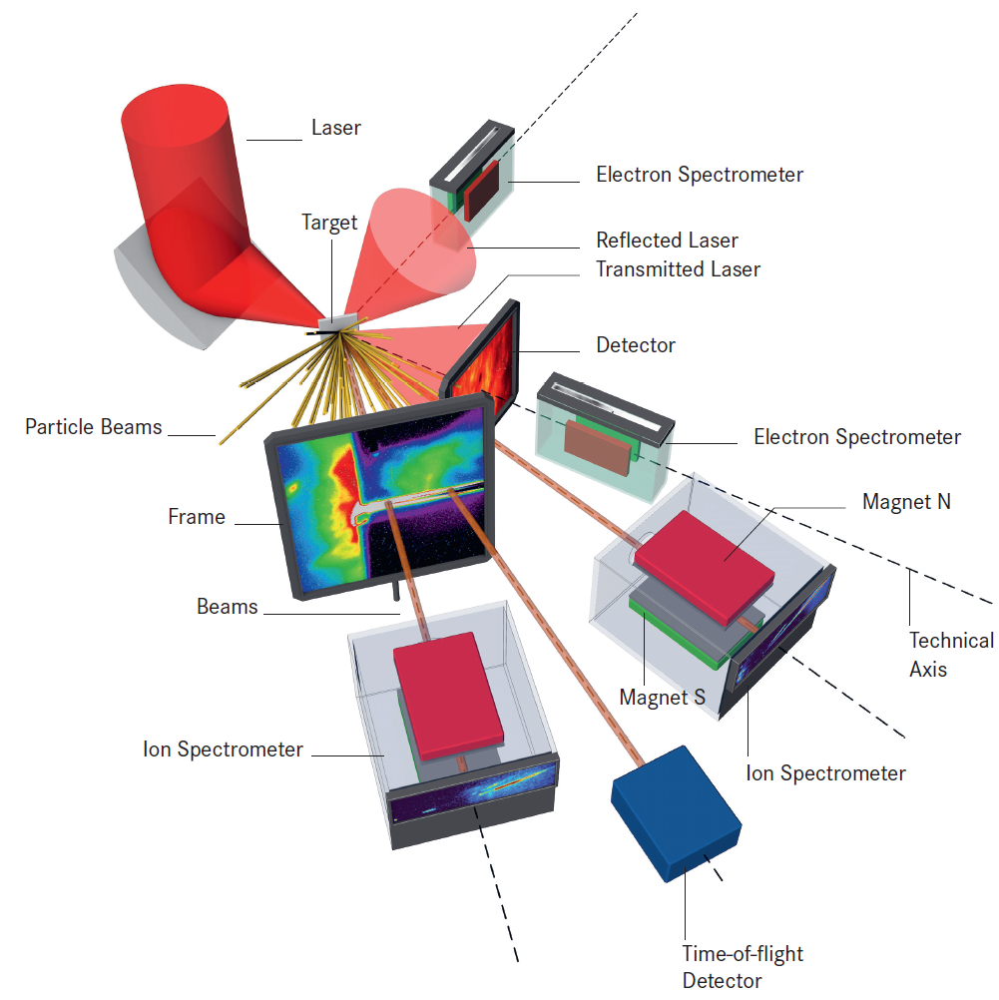 Laser
Electron Spectrometer
Target
Reflected Laser
Transmitted Laser
Detector
Particle Beams
Electron Spectrometer
Magnet N
Frame
Beams
Technical
Axis
Magnet S
Ion Spectrometer
Ion Spectrometer
Time-of-flight
Detector